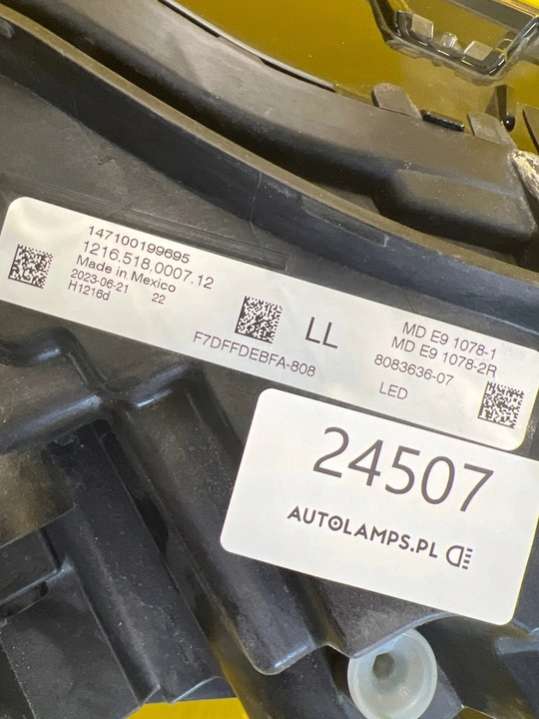 147100199695
1216.518.0007.12
Made in Mexico
2023-06-21 22
H1216d
F7DFFDEBFA-808
LL
MD E9 1078-1
MD E9 1078-2R
8083636-07
LED
24507
AUTOLAMPS.PL